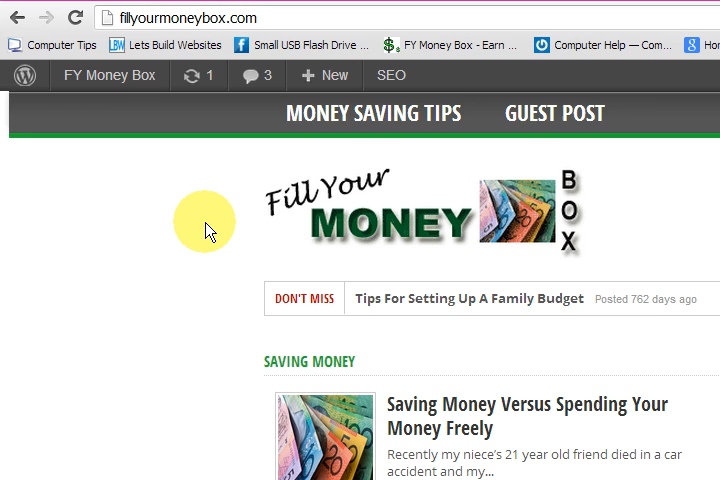 fillyourmoneybox.com
Computer Tips Lets Build Websites Small USB Flash Drive ... FY Money Box - Earn ... Computer Help — Com... Hor
FY Money Box 1 3 New SEO
MONEY SAVING TIPS GUEST POST
Fill Your
MONEY
BOX
DON'T MISS Tips For Setting Up A Family Budget Posted 762 days ago
SAVING MONEY
Saving Money Versus Spending Your
Money Freely
Recently my niece's 21 year old friend died in a car
accident and my...